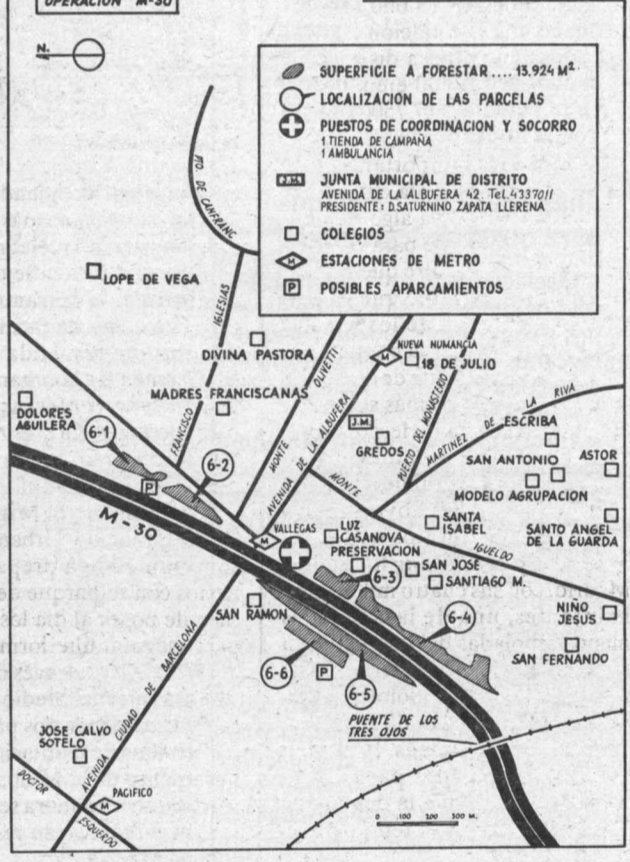 OPERACION M-30
N.
SUPERFICIE A FORESTAR.... 13.924 M².
LOCALIZACION DE LAS PARCELAS
PUESTOS DE COORDINACION Y SOCORRO
1 TIENDA DE CAMPAÑA
1 AMBULANCIA
J.M. JUNTA MUNICIPAL DE DISTRITO
AVENIDA DE LA ALBUFERA 42. Tel. 4337011
PRESIDENTE: D. SATURNINO ZAPATA LLERENA.
COLEGIOS
M ESTACIONES DE METRO
P POSIBLES APARCAMIENTOS
PTO. DE CANFRANC
LOPE DE VEGA
FRANCISCO IGLESIAS
DIVINA PASTORA
MONTE OLIVETTI
M NUEVA NUMANCIA
18 DE JULIO
MADRES FRANCISCANAS
DOLORES
AGUILERA
AVENIDA DE LA ALBUFERA
J.M.
GREDOS
PUERTO DEL MONASTERIO
MARTINEZ DE LA RIVA
ESCRIBA
SAN ANTONIO
ASTOR
MODELO AGRUPACION
6-1
6-2
P
M-30
MONTE IGUELDO
SANTA
ISABEL
SANTO ANGEL
DE LA GUARDA
M VALLEGAS
LUZ
CASANOVA
PRESERVACION
SAN JOSE
SANTIAGO M.
6-3
6-4
NIÑO
JESUS
SAN FERNANDO
SAN RAMON
6-6
P
6-5
PUENTE DE LOS
TRES OJOS
AVENIDA CIUDAD DE BARCELONA
JOSE CALVO
SOTELO
M PACIFICO
DOCTOR ESQUERDO
0 100 200 300 M.